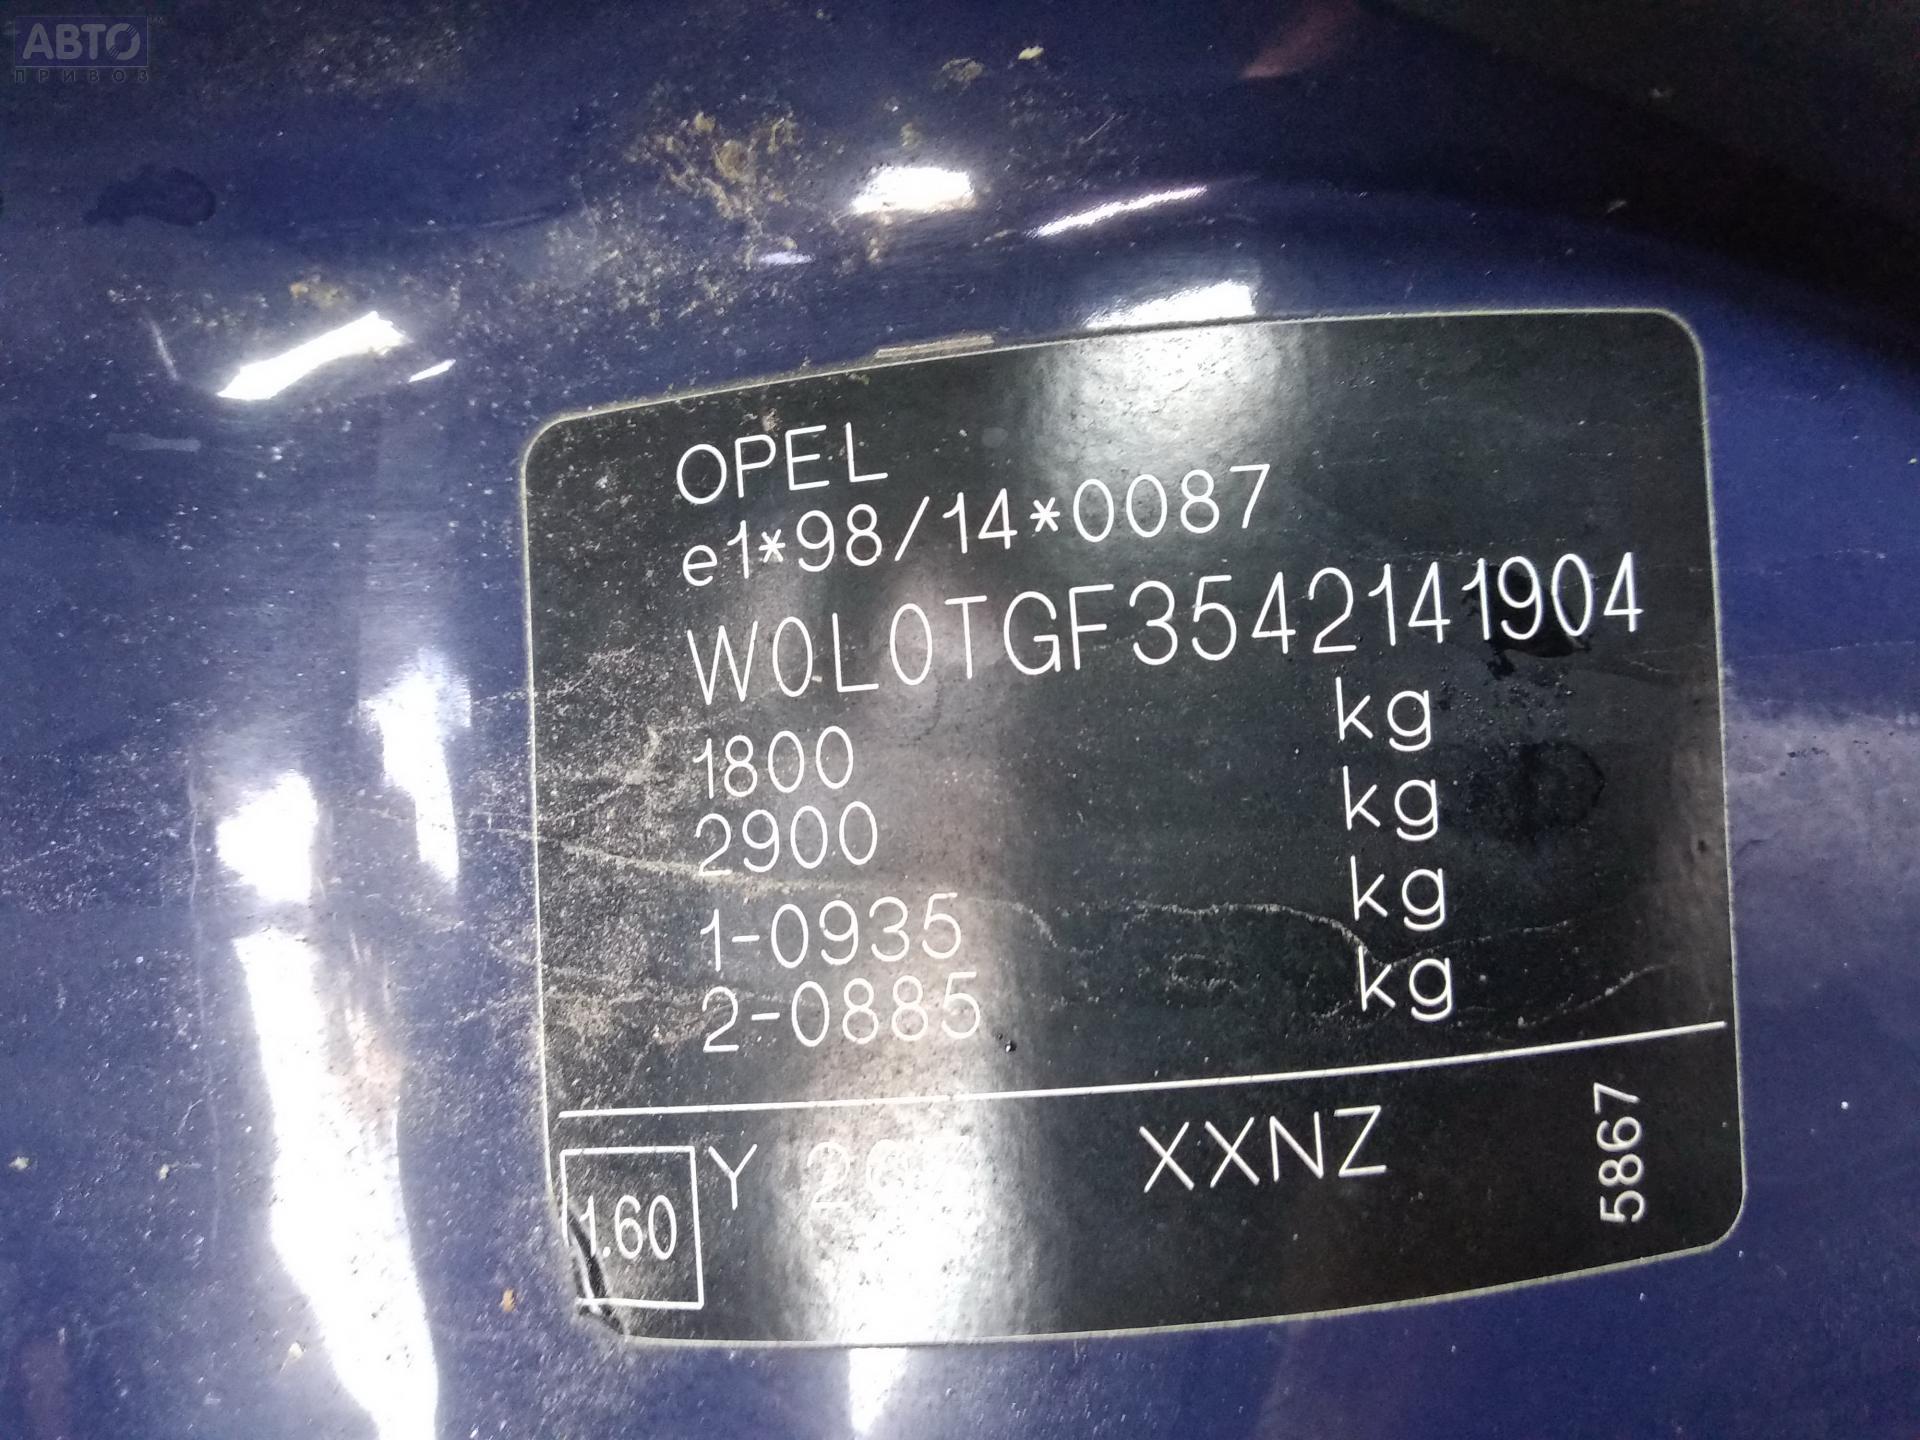 АВТО
ПРИВОЗ
OPEL
e1*98/14*0087
W0L0TGF3542141904
1800 kg
2900 kg
1-0935 kg
2-0885 kg
1.60
Y
XXNZ
5867